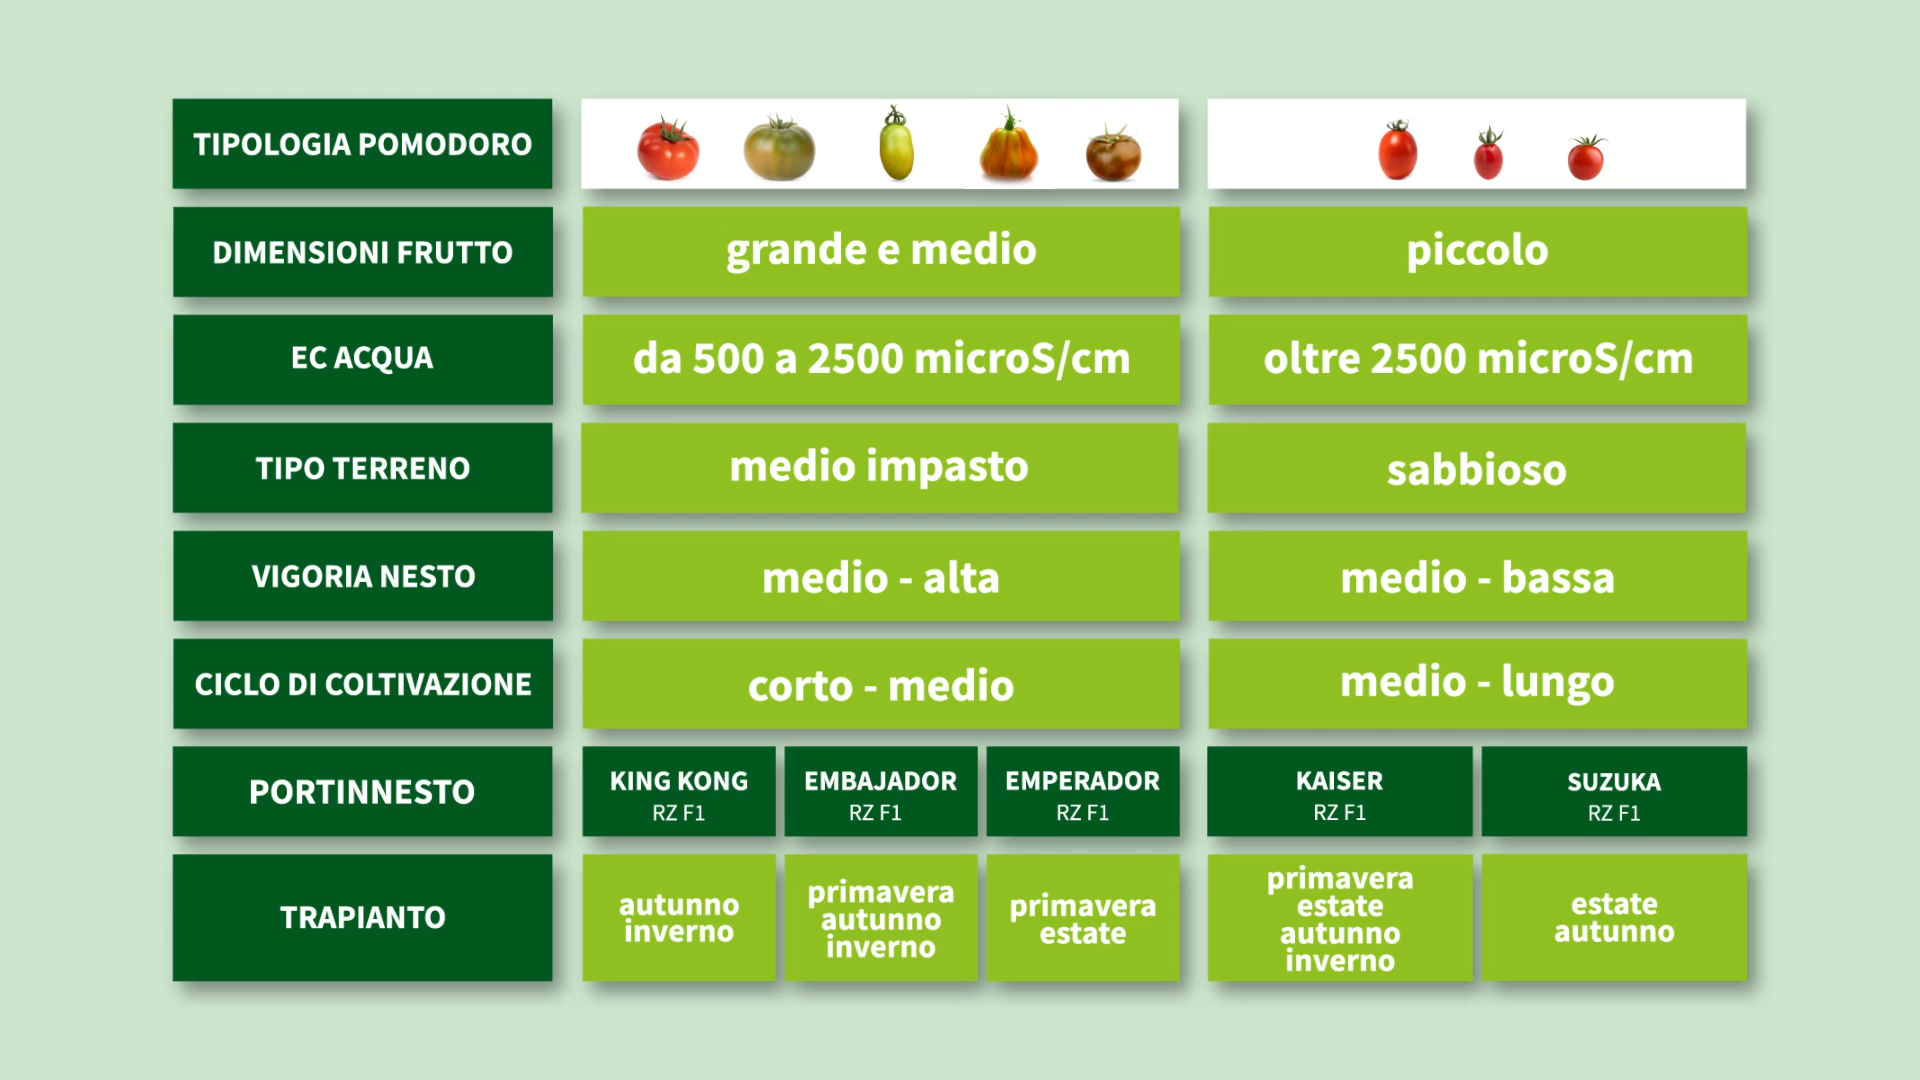 TIPOLOGIA POMODORO
DIMENSIONI FRUTTO
grande e medio
piccolo
EC ACQUA
da 500 a 2500 microS/cm
oltre 2500 microS/cm
TIPO TERRENO
medio impasto
sabbioso
VIGORIA NESTO
medio - alta
medio - bassa
CICLO DI COLTIVAZIONE
corto - medio
medio - lungo
PORTINNESTO
KING KONG
RZ F1
EMBAJADOR
RZ F1
EMPERADOR
RZ F1
KAISER
RZ F1
SUZUKA
RZ F1
TRAPIANTO
autunno
inverno
primavera
autunno
inverno
primavera
estate
primavera
estate
autunno
inverno
estate
autunno